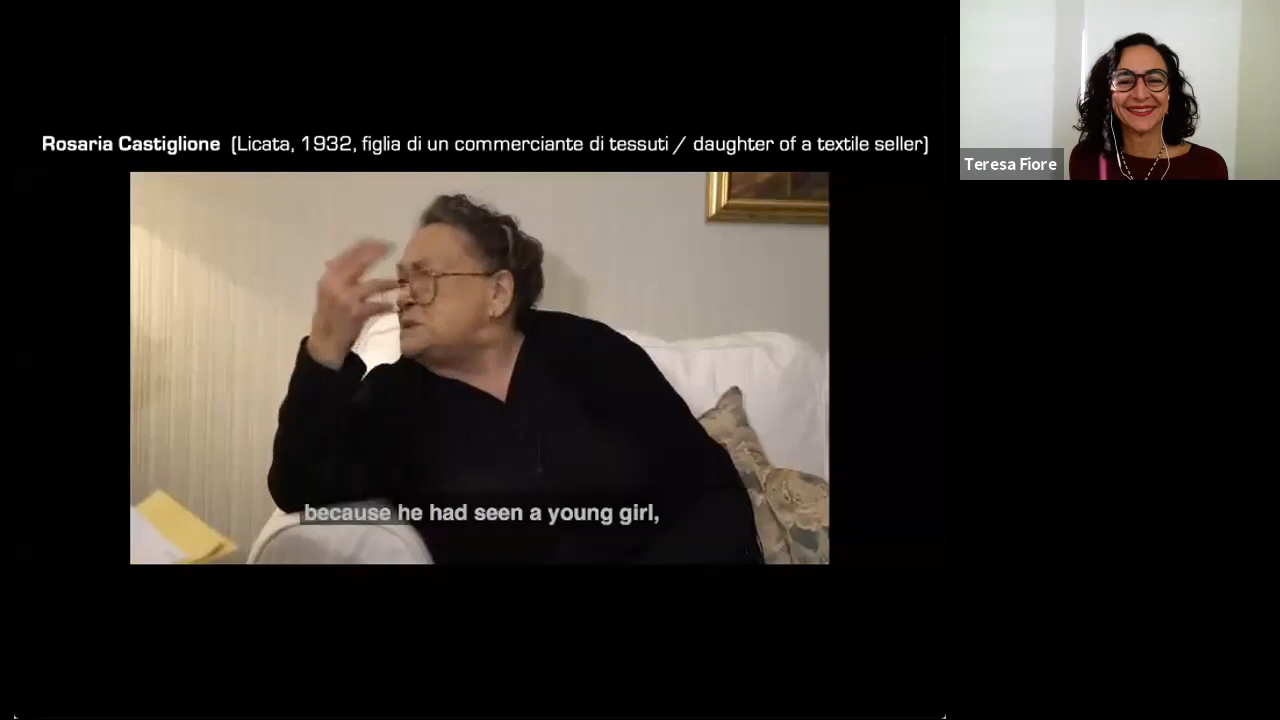 Rosaria Castiglione (Licata, 1932, figlia di un commerciante di tessuti / daughter of a textile seller)
Teresa Fiore
because he had seen a young girl,